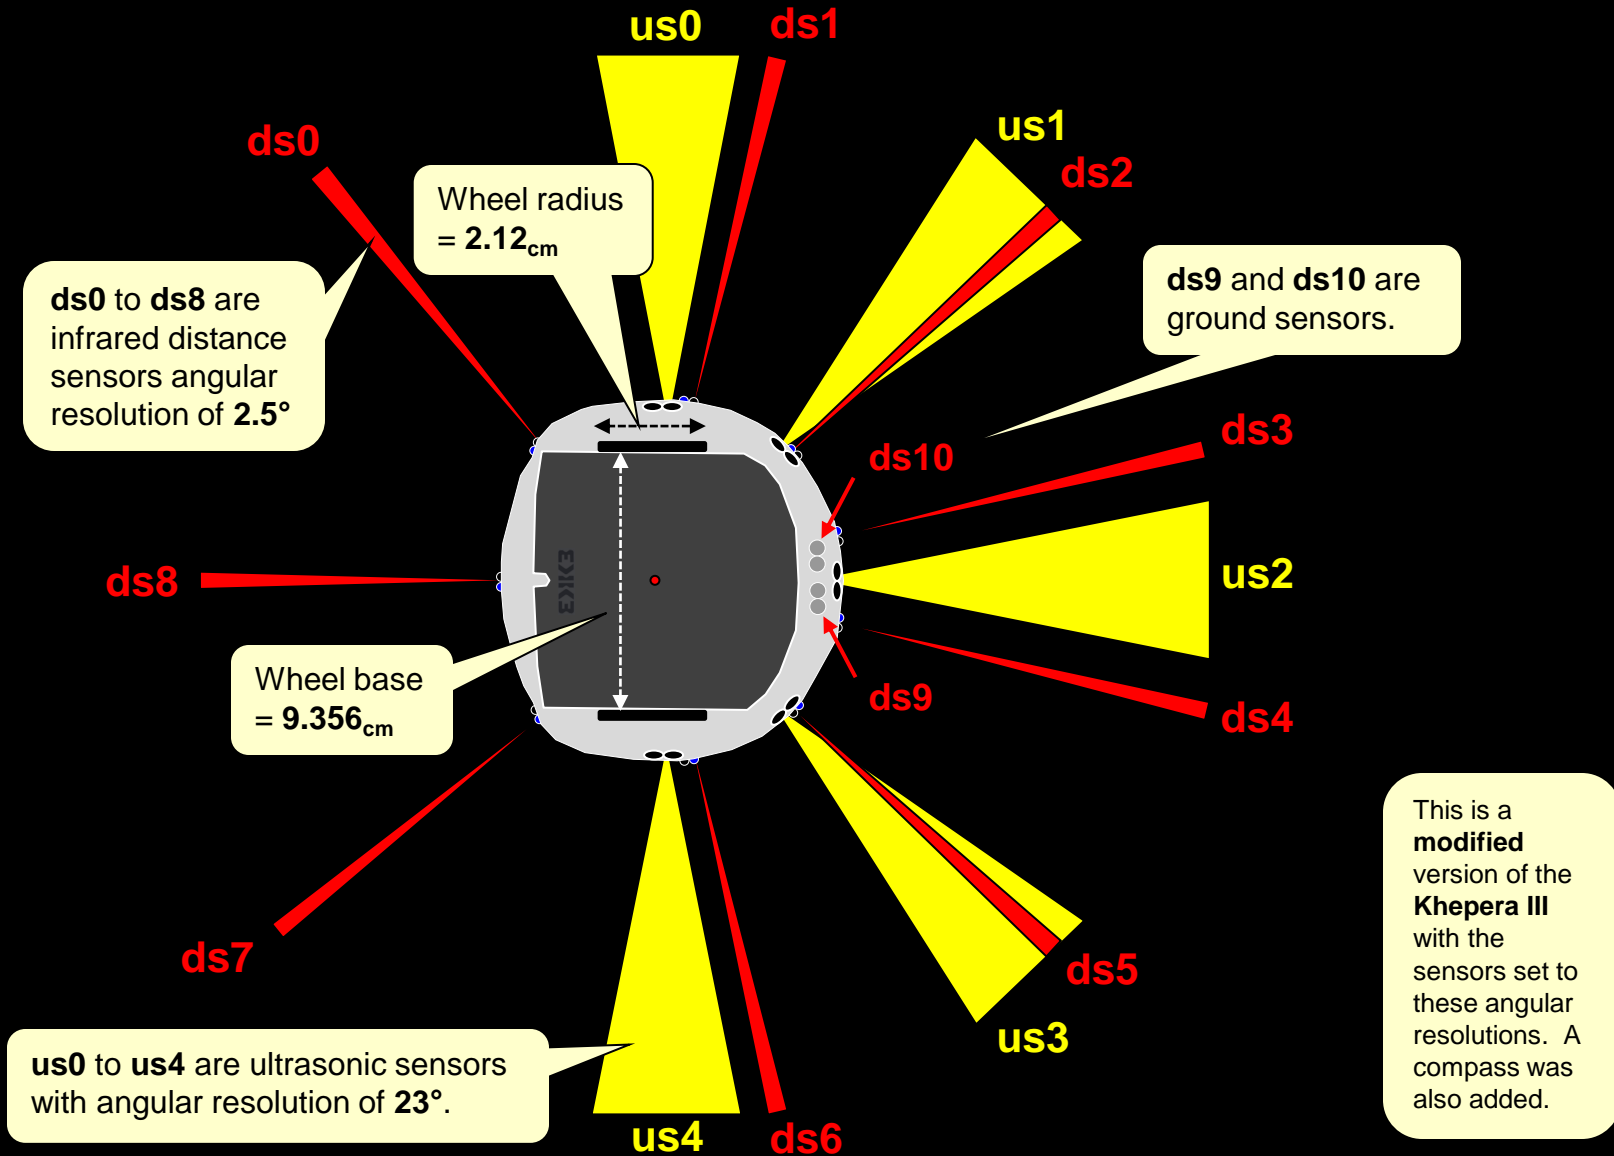 us0
ds1
us1
ds0
ds2
Wheel radius
= 2.12cm
ds9 and ds10 are
ground sensors.
ds0 to ds8 are
infrared distance
sensors angular
resolution of 2.5°
ds3
ds10
us2
ds8
ds9
ds4
Wheel base
= 9.356cm
This is a
modified
version of the
Khepera III
with the
sensors set to
these angular
resolutions. A
compass was
also added.
ds7
ds5
us3
us0 to us4 are ultrasonic sensors
with angular resolution of 23°.
us4
ds6